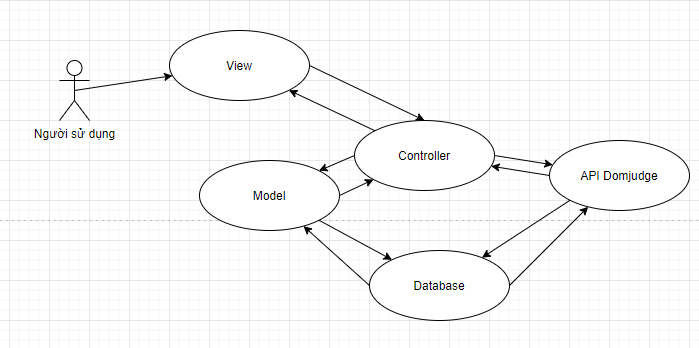 View
Người sử dụng
Controller
API Domjudge
Model
Database